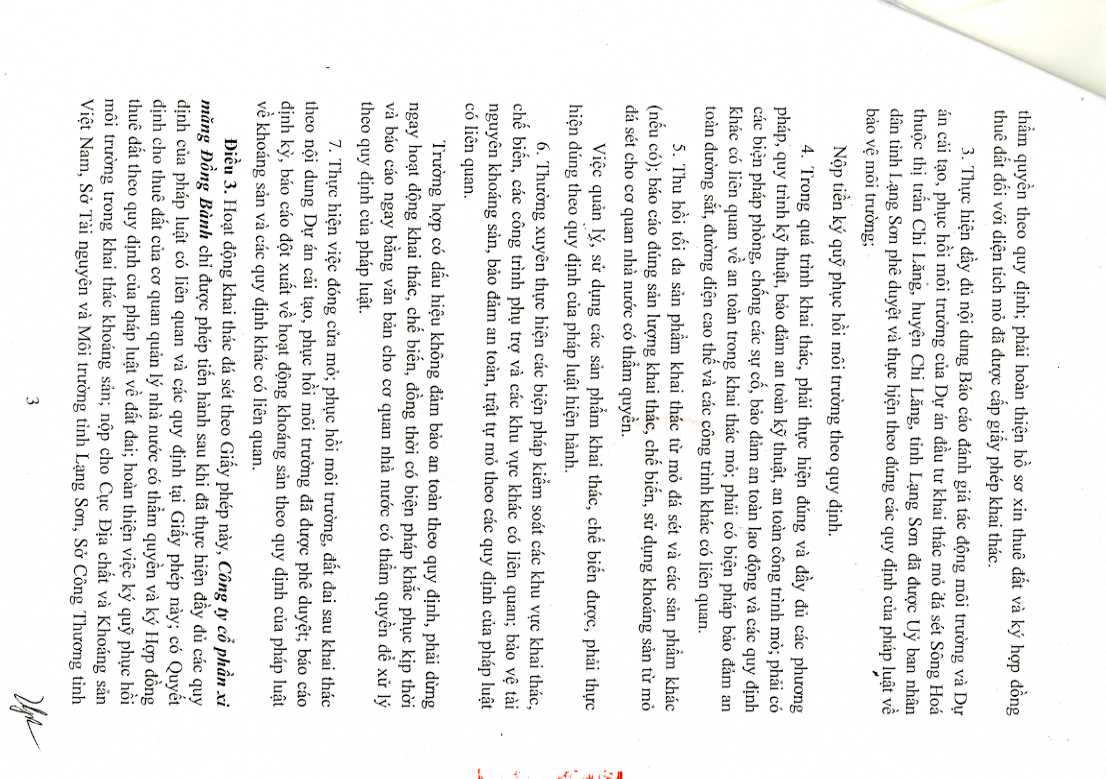 thẩm quyền theo quy định; phải hoàn thiện hồ sơ xin thuê đất và ký hợp đồng
thuê đất đối với diện tích mỏ đã được cấp giấy phép khai thác.
3. Thực hiện đầy đủ nội dung Báo cáo đánh giá tác động môi trường và Dự
án cải tạo, phục hồi môi trường của Dự án đầu tư khai thác mỏ đá sét Sông Hoá
thuộc thị trấn Chi Lăng, huyện Chi Lăng, tỉnh Lạng Sơn đã được Uỷ ban nhân
dân tỉnh Lạng Sơn phê duyệt và thực hiện theo đúng các quy định của pháp luật về
bảo vệ môi trường;
Nộp tiền ký quỹ phục hồi môi trường theo quy định.
4. Trong quá trình khai thác, phải thực hiện đúng và đầy đủ các phương
pháp, quy trình kỹ thuật, bảo đảm an toàn kỹ thuật, an toàn công trình mỏ; phải có
các biện pháp phòng, chống các sự cố, bảo đảm an toàn lao động và các quy định
khác có liên quan về an toàn trong khai thác mỏ; phải có biện pháp bảo đảm an
toàn đường sắt, đường điện cao thế và các công trình khác có liên quan.
5. Thu hồi tối đa sản phẩm khai thác từ mỏ đá sét và các sản phẩm khác
(nếu có); báo cáo đúng sản lượng khai thác, chế biến, sử dụng khoáng sản từ mỏ
đá sét cho cơ quan nhà nước có thẩm quyền.
Việc quản lý, sử dụng các sản phẩm khai thác, chế biến được, phải thực
hiện đúng theo quy định của pháp luật hiện hành.
6. Thường xuyên thực hiện các biện pháp kiểm soát các khu vực khai thác,
chế biến, các công trình phụ trợ và các khu vực khác có liên quan; bảo vệ tài
nguyên khoáng sản, bảo đảm an toàn, trật tự mỏ theo các quy định của pháp luật
có liên quan.
Trường hợp có dấu hiệu không đảm bảo an toàn theo quy định, phải dừng
ngay hoạt động khai thác, chế biến, đồng thời có biện pháp khắc phục kịp thời
và báo cáo ngay bằng văn bản cho cơ quan nhà nước có thẩm quyền để xử lý
theo quy định của pháp luật.
7. Thực hiện việc đóng cửa mỏ; phục hồi môi trường, đất đai sau khai thác
theo nội dung Dự án cải tạo, phục hồi môi trường đã được phê duyệt; báo cáo
định kỳ, báo cáo đột xuất về hoạt động khoáng sản theo quy định của pháp luật
về khoáng sản và các quy định khác có liên quan.
Điều 3. Hoạt động khai thác đá sét theo Giấy phép này, Công ty cổ phần xi
măng Đồng Bành chỉ được phép tiến hành sau khi đã thực hiện đầy đủ các quy
định của pháp luật có liên quan và các quy định tại Giấy phép này; có Quyết
định cho thuê đất của cơ quan quản lý nhà nước có thẩm quyền và ký Hợp đồng
thuê đất theo quy định của pháp luật về đất đai; hoàn thiện việc ký quỹ phục hồi
môi trường trong khai thác khoáng sản; nộp cho Cục Địa chất và Khoáng sản
Việt Nam, Sở Tài nguyên và Môi trường tỉnh Lạng Sơn, Sở Công Thương tỉnh
3